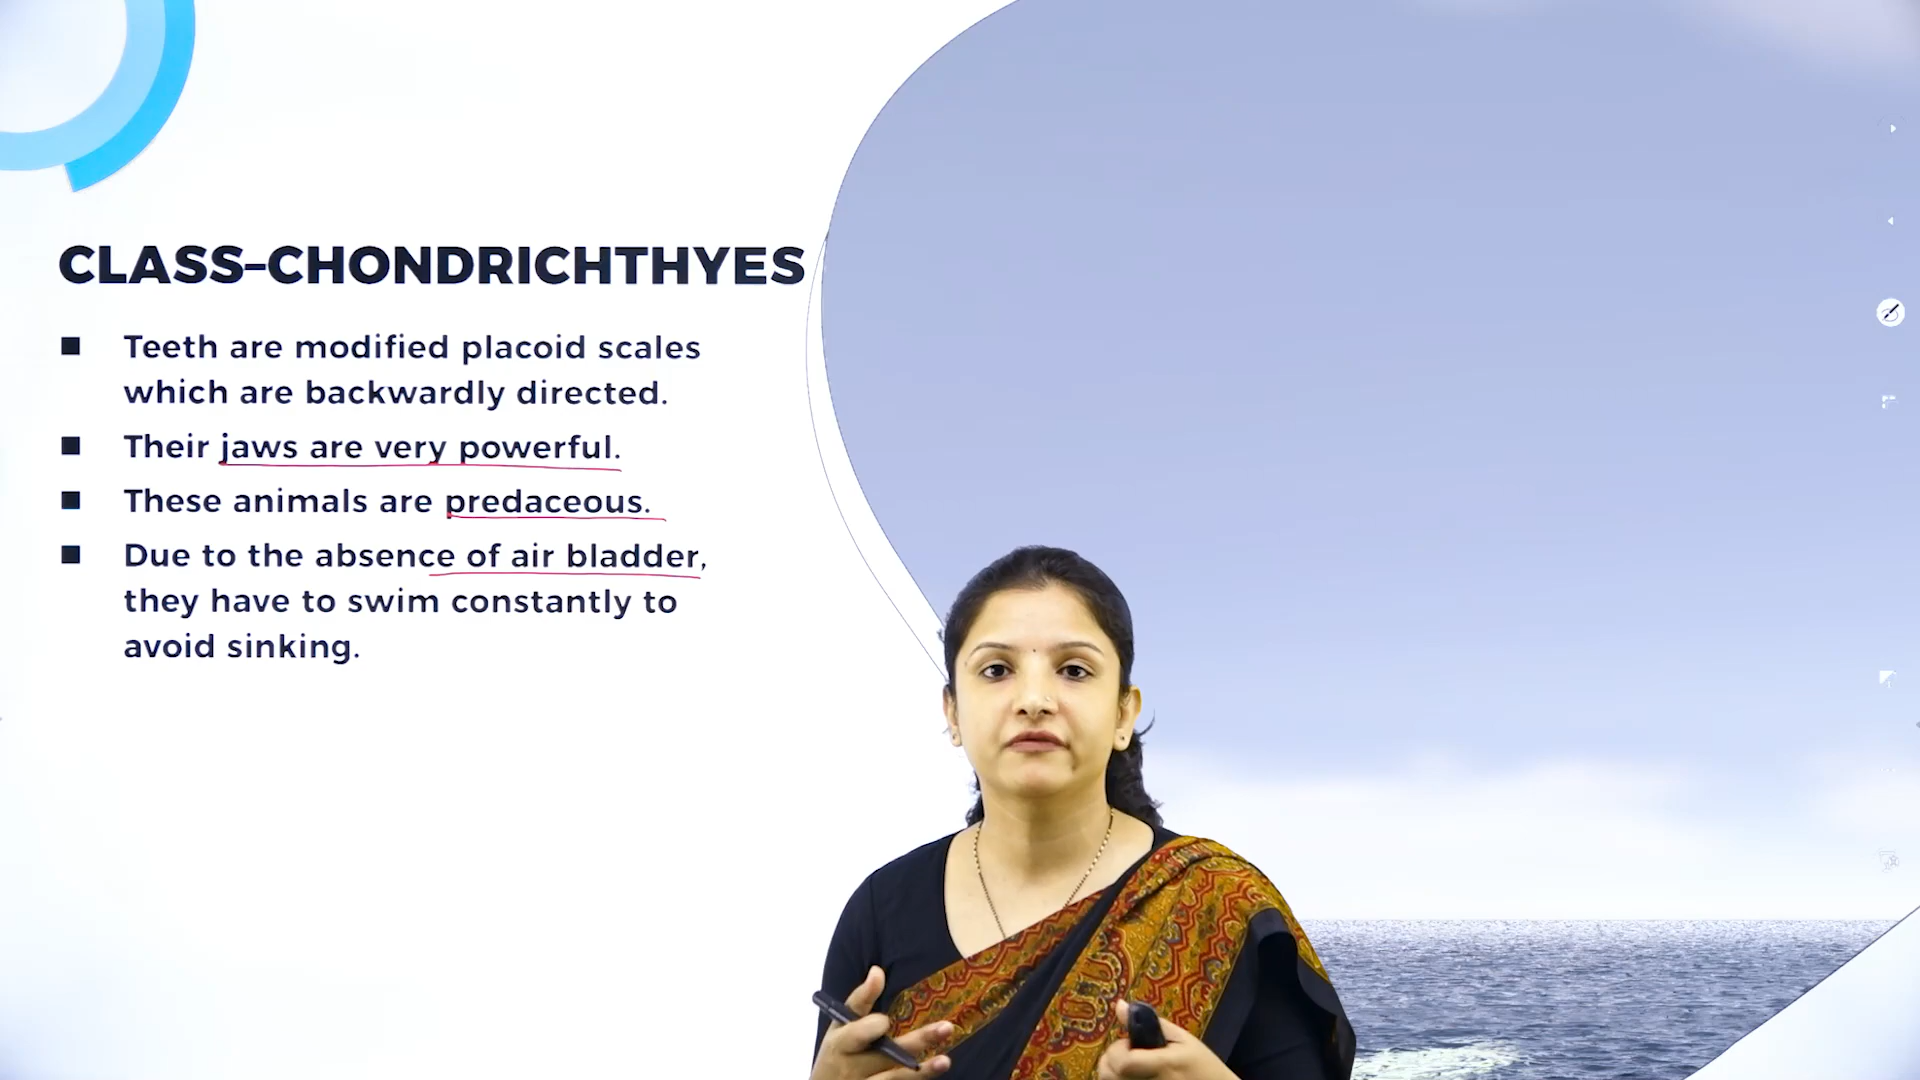 CLASS–CHONDRICHTHYES
■ Teeth are modified placoid scales
which are backwardly directed.
■ Their jaws are very powerful.
■ These animals are predaceous.
■ Due to the absence of air bladder,
they have to swim constantly to
avoid sinking.